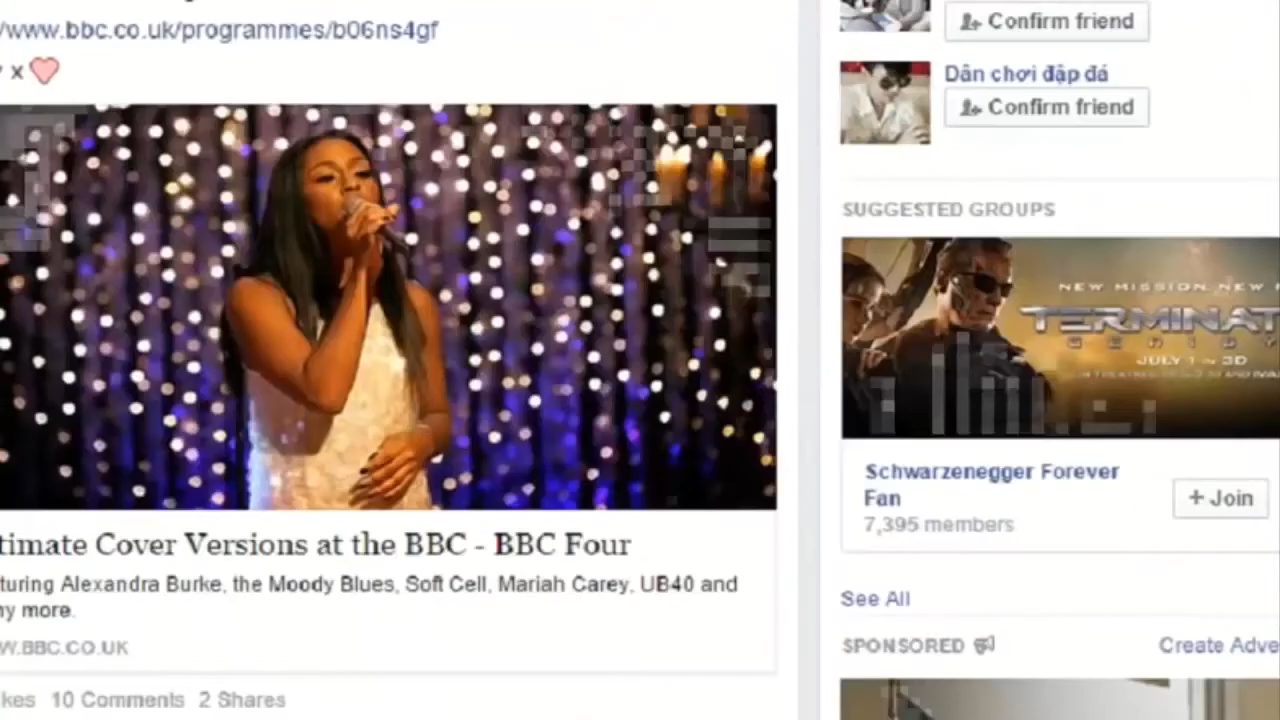 /www.bbc.co.uk/programmes/b06ns4gf
x
timate Cover Versions at the BBC - BBC Four
turing Alexandra Burke, the Moody Blues, Soft Cell, Mariah Carey, UB40 and
ny more.
W.BBC.CO.UK
kes 10 Comments 2 Shares
Confirm friend
Dân chơi đập đá
Confirm friend
SUGGESTED GROUPS
NEW MISSION. NEW
TERMINAT
GENISY
JULY 1 IN 3D
Schwarzenegger Forever
Fan
+ Join
7,395 members
See All
SPONSORED
Create Adve